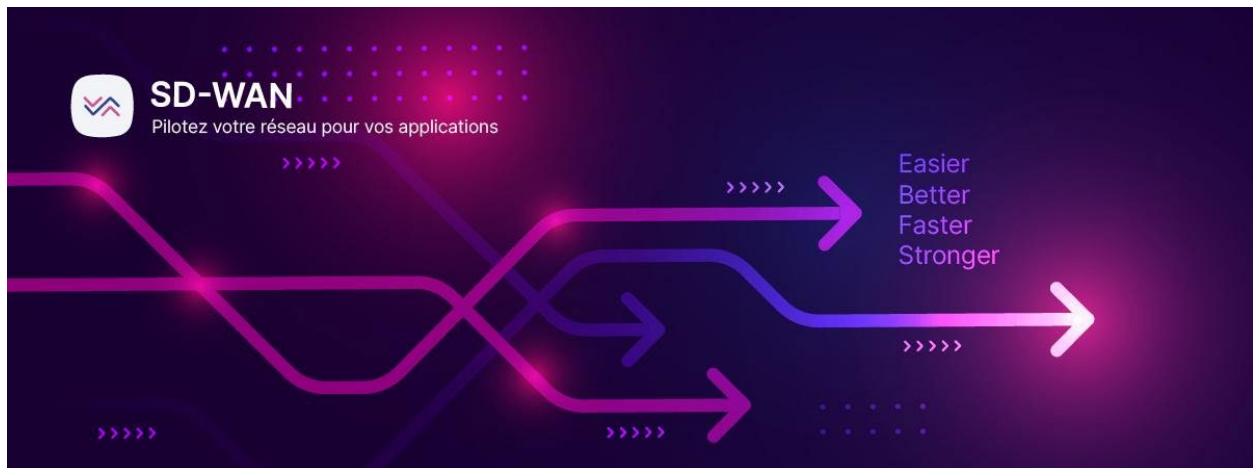 SD-WAN
Pilotez votre réseau pour vos applications
Easier
Better
Faster
Stronger